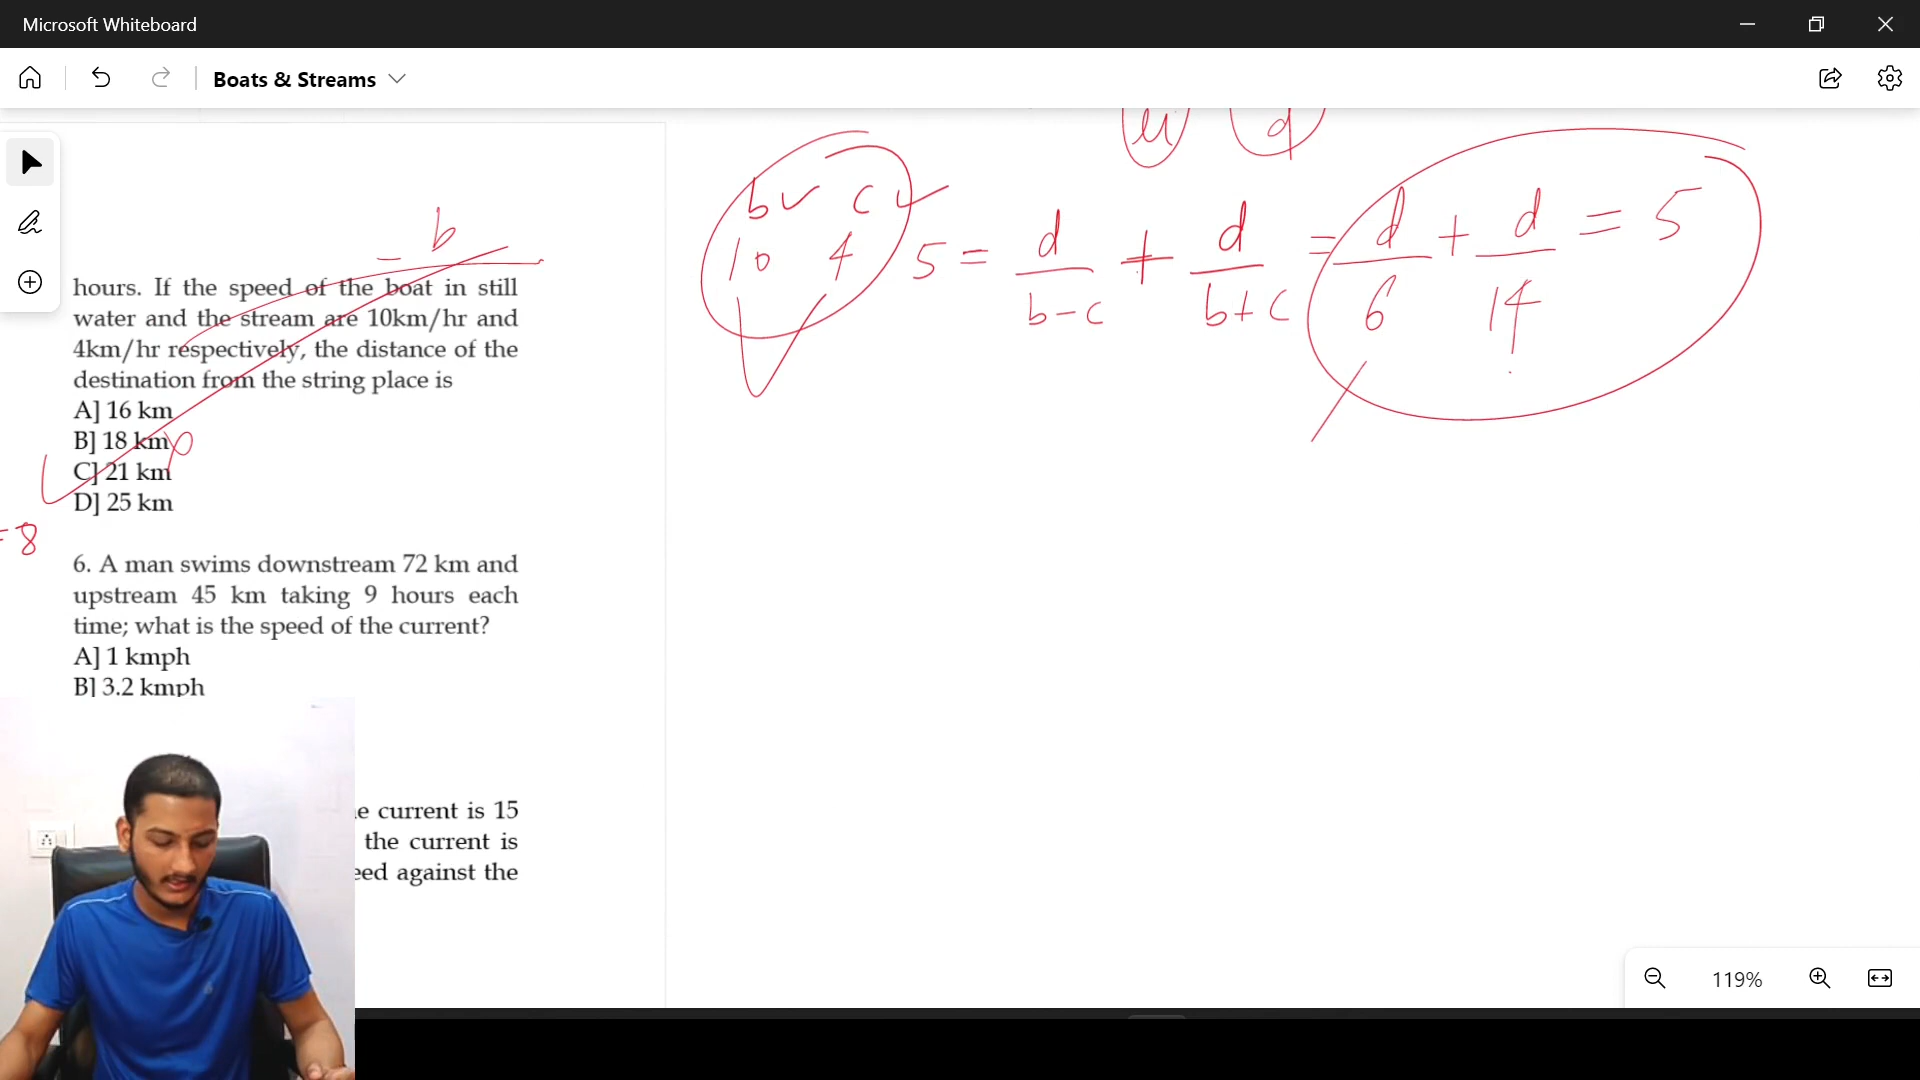 Microsoft Whiteboard
Boats & Streams
u d
b c
10 4
5 = d/b-c + d/b+c = d/6 + d/14 = 5
b
hours. If the speed of the boat in still
water and the stream are 10km/hr and
4km/hr respectively, the distance of the
destination from the string place is
A] 16 km
B] 18 km
C] 21 km
D] 25 km
= 8
6. A man swims downstream 72 km and
upstream 45 km taking 9 hours each
time; what is the speed of the current?
A] 1 kmph
B] 3.2 kmph
e current is 15
the current is
eed against the
119%